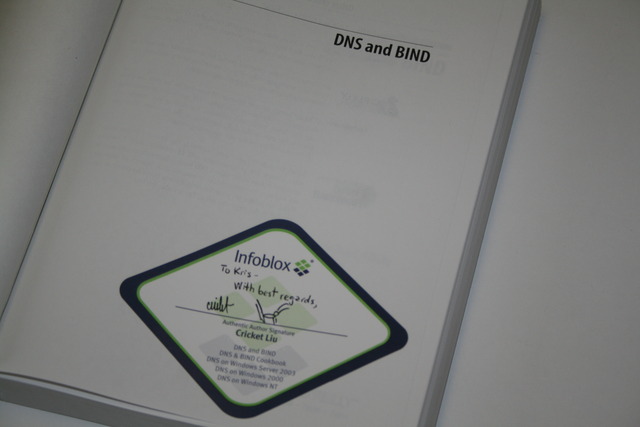 DNS and BIND
Infoblox
To Kris -
With best regards,
Authentic Author Signature
Cricket Liu
DNS and BIND
DNS & BIND Cookbook
DNS on Windows Server 2003
DNS on Windows 2000
DNS on Windows NT